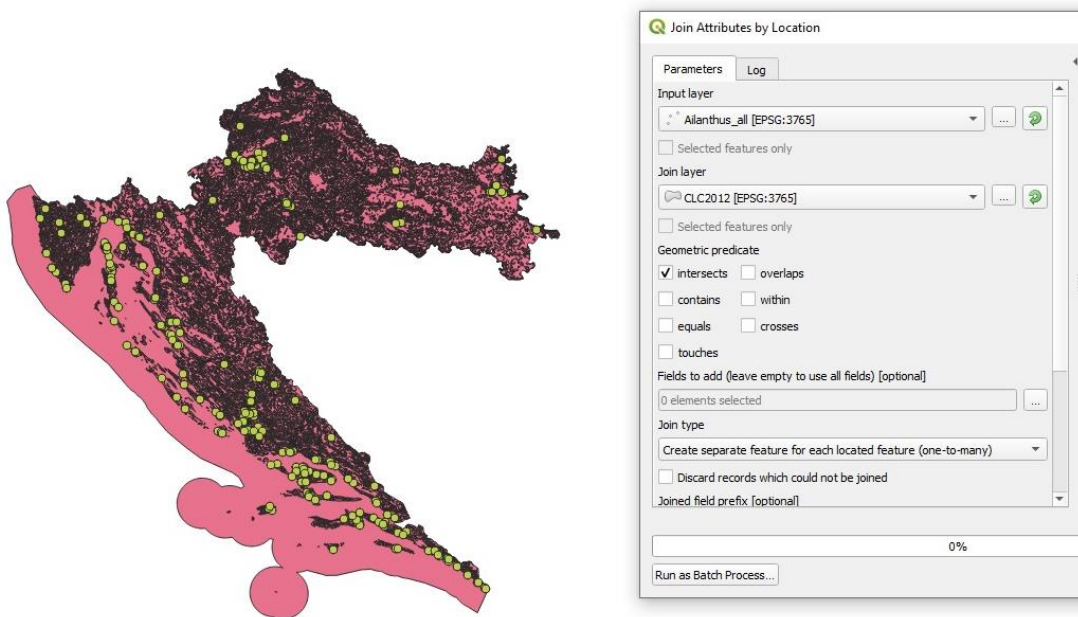 Join Attributes by Location
Parameters Log
Input layer
Ailanthus_all [EPSG:3765] ...
Selected features only
Join layer
CLC2012 [EPSG:3765] ...
Selected features only
Geometric predicate
intersects overlaps
contains within
equals crosses
touches
Fields to add (leave empty to use all fields) [optional]
0 elements selected ...
Join type
Create separate feature for each located feature (one-to-many)
Discard records which could not be joined
Joined field prefix [optional]
0%
Run as Batch Process...